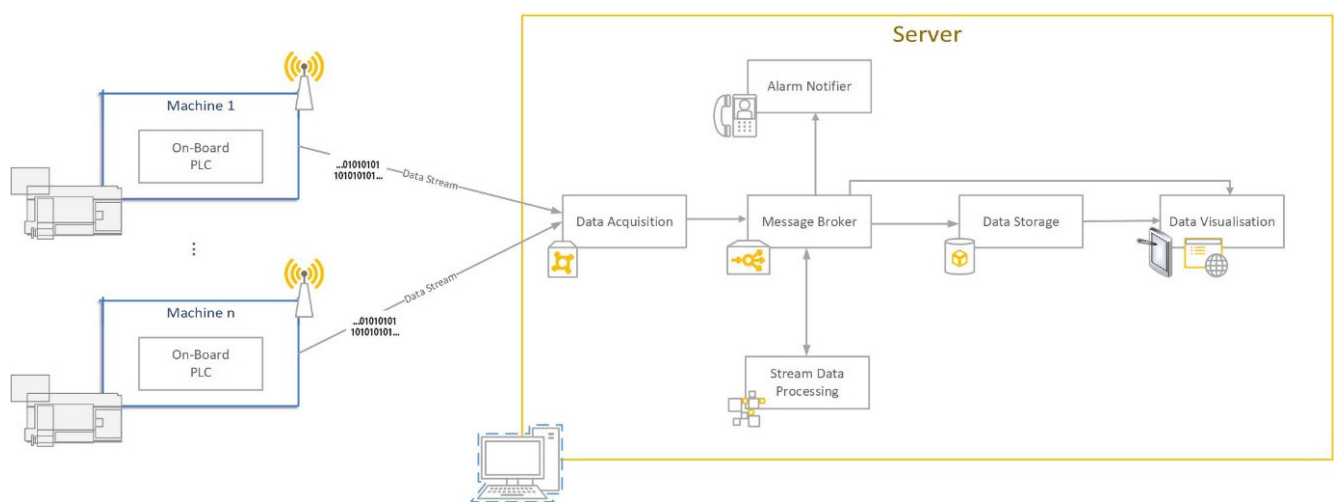 Server
Alarm Notifier
Machine 1
On-Board
PLC
...01010101
101010101...
Data Stream
Data Acquisition
Message Broker
Data Storage
Data Visualisation
Data Stream
Machine n
...01010101
101010101...
On-Board
PLC
Stream Data
Processing